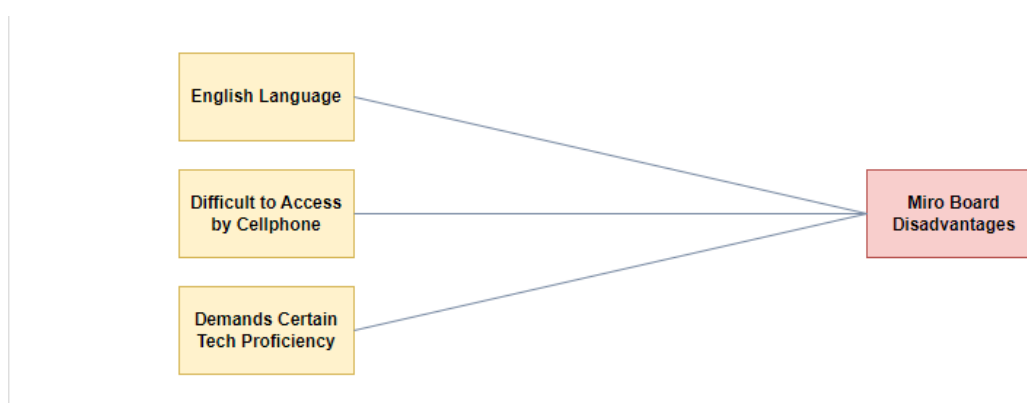 English Language
Difficult to Access
by Cellphone
Demands Certain
Tech Proficiency
Miro Board
Disadvantages